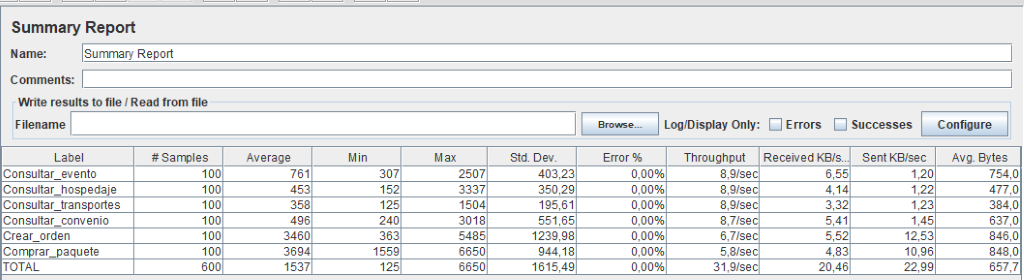 Summary Report
Name: Summary Report
Comments:
Write results to file / Read from file
Filename Browse... Log/Display Only: Errors Successes Configure
Label # Samples Average Min Max Std. Dev. Error % Throughput Received KB/s... Sent KB/sec Avg. Bytes
Consultar_evento 100 761 307 2507 403,23 0,00% 8,9/sec 6,55 1,20 754,0
Consultar_hospedaje 100 453 152 3337 350,29 0,00% 8,9/sec 4,14 1,22 477,0
Consultar_transportes 100 358 125 1504 195,61 0,00% 8,9/sec 3,32 1,23 384,0
Consultar_convenio 100 496 240 3018 551,65 0,00% 8,7/sec 5,41 1,45 637,0
Crear_orden 100 3460 363 5485 1239,98 0,00% 6,7/sec 5,52 12,53 846,0
Comprar_paquete 100 3694 1559 6650 944,18 0,00% 5,8/sec 4,83 10,96 848,0
TOTAL 600 1537 125 6650 1615,49 0,00% 31,9/sec 20,46 22,99 657,7